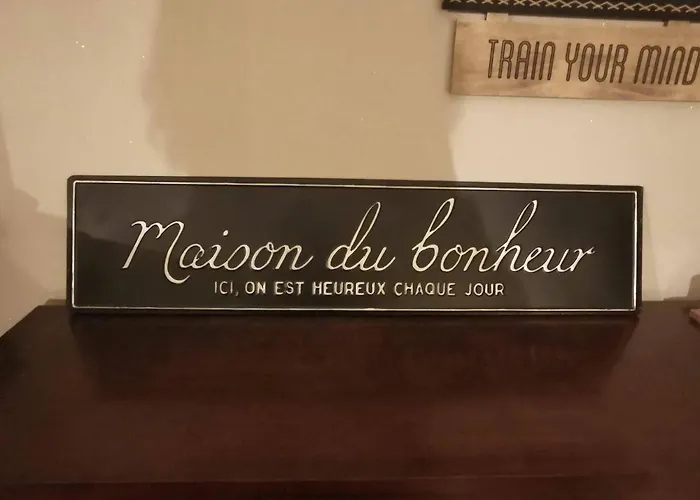 TRAIN YOUR MIND
Maison du bonheur
ICI, ON EST HEUREUX CHAQUE JOUR